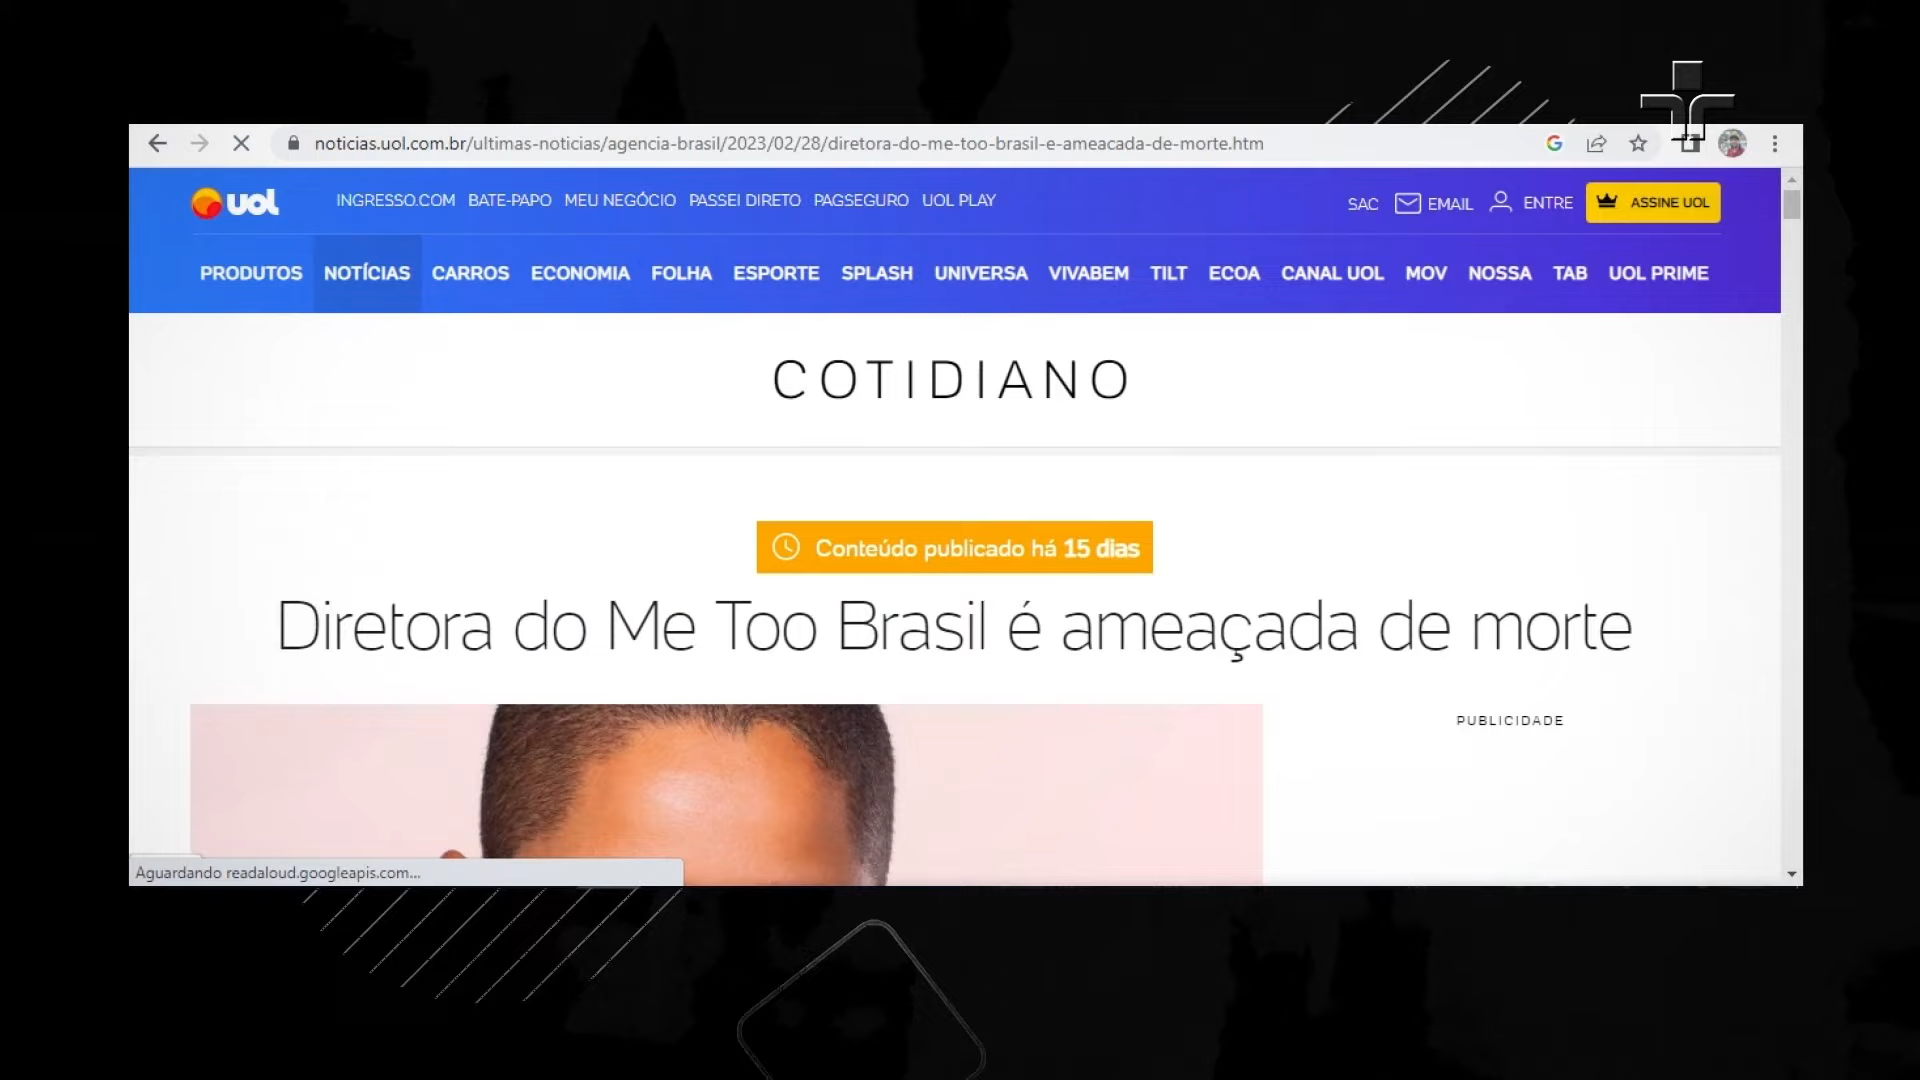 noticias.uol.com.br/ultimas-noticias/agencia-brasil/2023/02/28/diretora-do-me-too-brasil-e-ameacada-de-morte.htm
uol INGRESSO.COM BATE-PAPO MEU NEGÓCIO PASSEI DIRETO PAGSEGURO UOL PLAY SAC EMAIL ENTRE ASSINE UOL
PRODUTOS NOTÍCIAS CARROS ECONOMIA FOLHA ESPORTE SPLASH UNIVERSA VIVABEM TILT ECOA CANAL UOL MOV NOSSA TAB UOL PRIME
COTIDIANO
Conteúdo publicado há 15 dias
Diretora do Me Too Brasil é ameaçada de morte
PUBLICIDADE
Aguardando readaloud.googleapis.com...